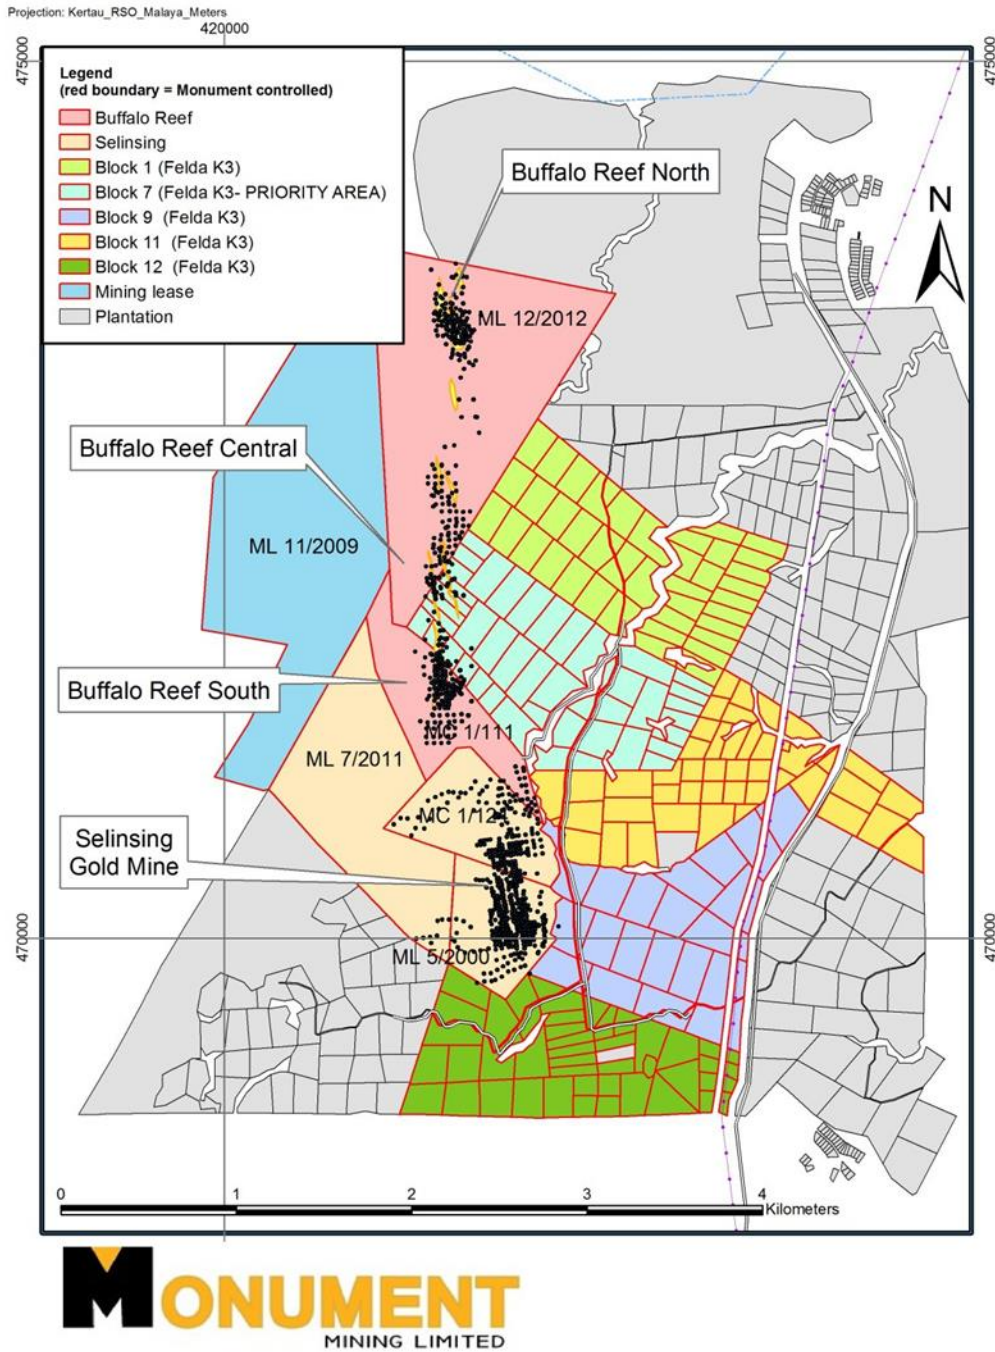 Projection: Kertau_RSO_Malaya_Meters
420000
475000
475000
Legend
(red boundary = Monument controlled)
Buffalo Reef
Selinsing
Block 1 (Felda K3)
Block 7 (Felda K3- PRIORITY AREA)
Block 9 (Felda K3)
Block 11 (Felda K3)
Block 12 (Felda K3)
Mining lease
Plantation
Buffalo Reef North
N
ML 12/2012
Buffalo Reef Central
ML 11/2009
Buffalo Reef South
MC 1/111
ML 7/2011
MC 1/124
Selinsing
Gold Mine
470000
470000
ML 5/2000
0 1 2 3 4
Kilometers
MONUMENT
MINING LIMITED